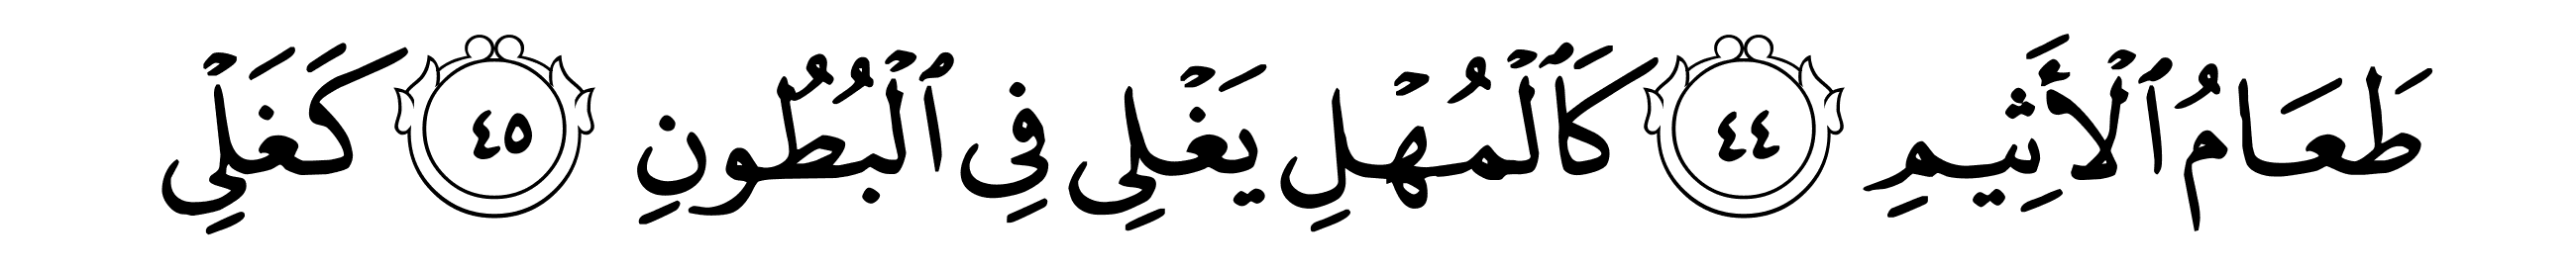 طَعَامُ ٱلْأَثِيمِ ٤٤ كَٱلْمُهْلِ يَغْلِى فِى ٱلْبُطُونِ ٤٥ كَغَلْىِ